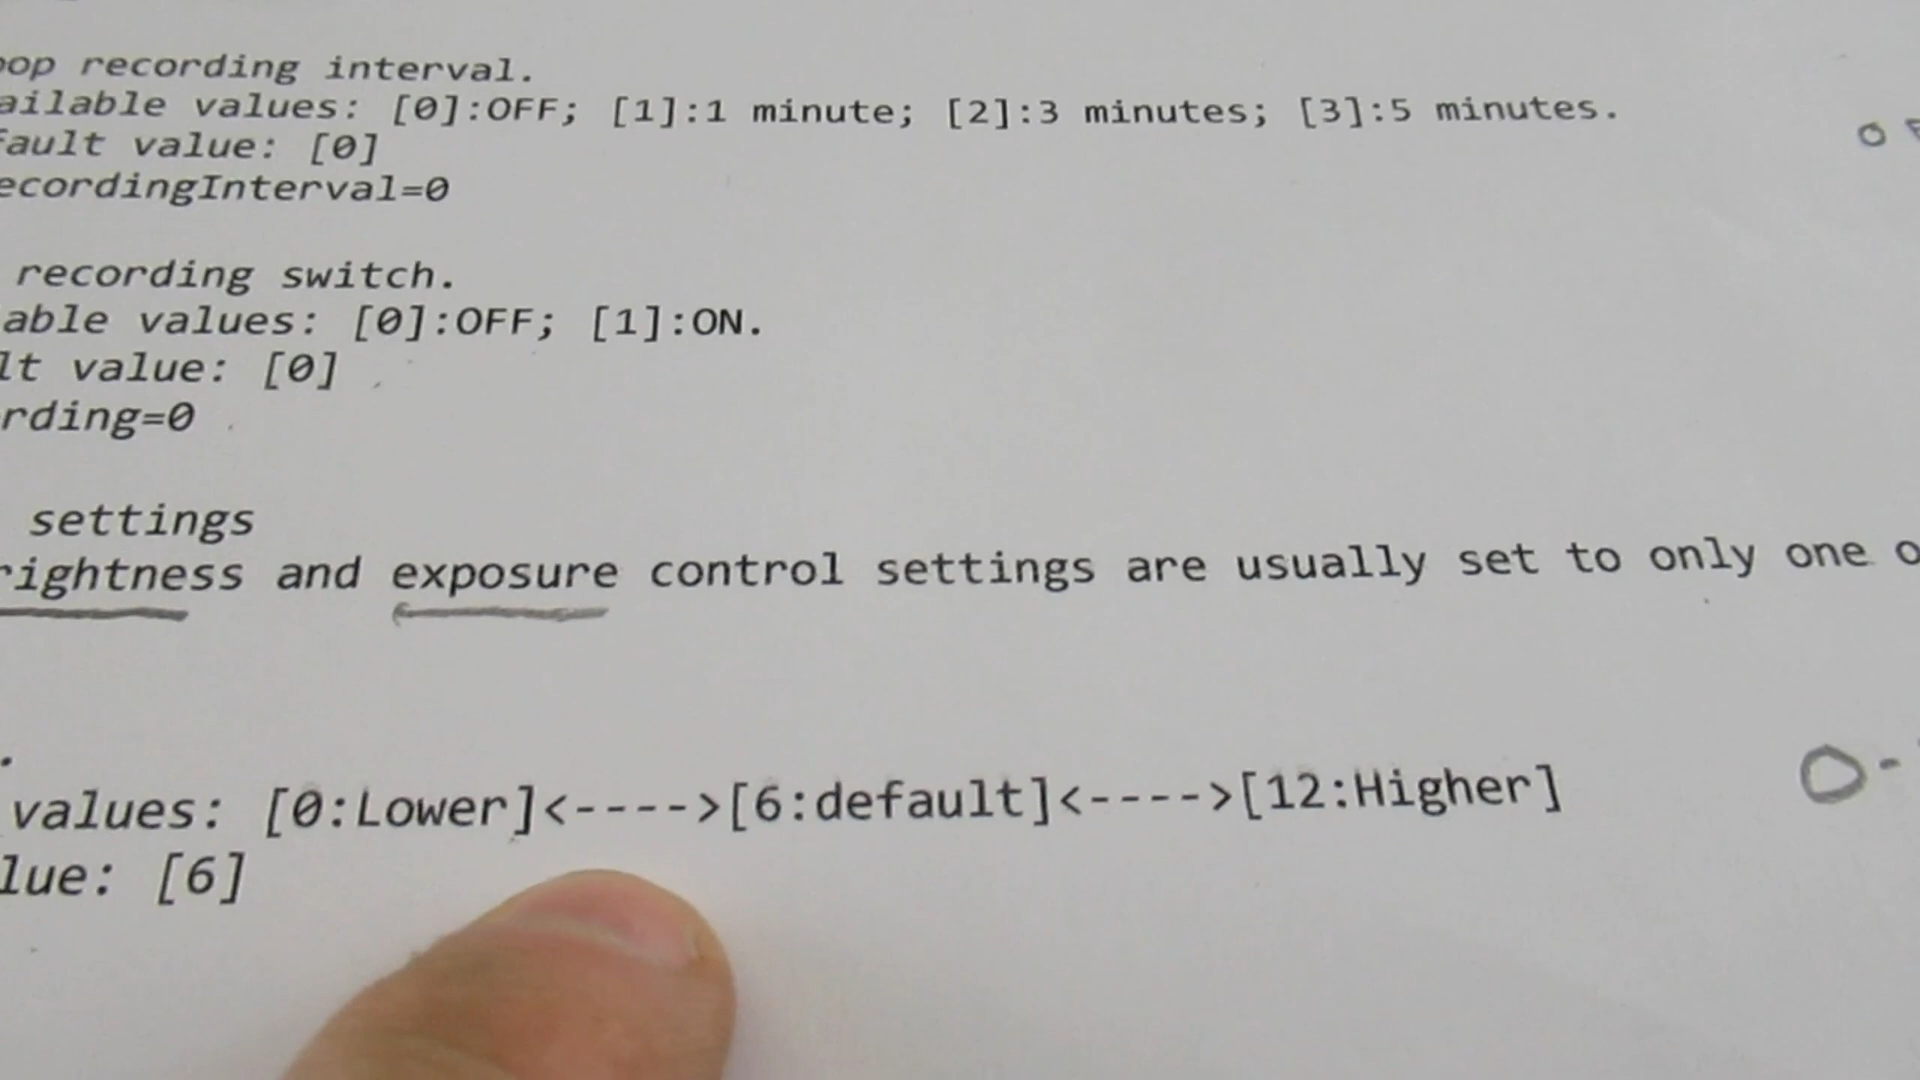 oop recording interval.
ailable values: [0]:OFF; [1]:1 minute; [2]:3 minutes; [3]:5 minutes.
fault value: [0]
ecordingInterval=0
recording switch.
able values: [0]:OFF; [1]:ON.
lt value: [0]
rding=0
settings
rightness and exposure control settings are usually set to only one o
.
values: [0:Lower]<---->[6:default]<---->[12:Higher]
lue: [6]